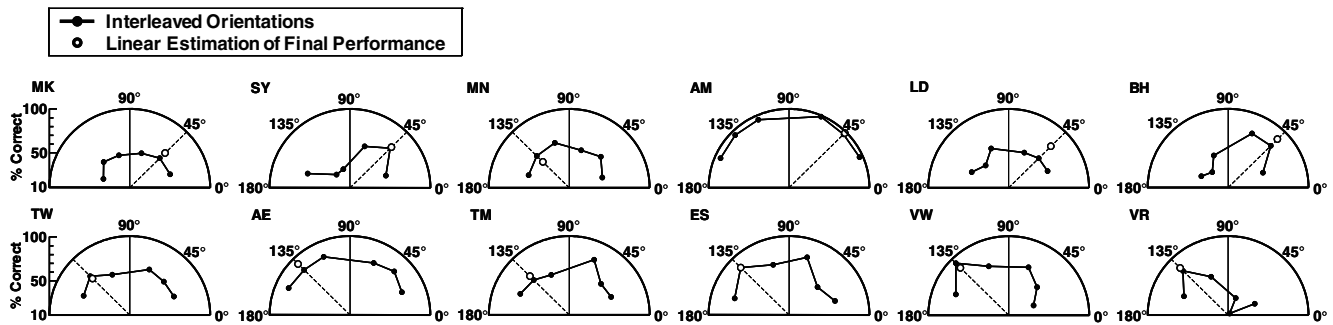 Interleaved Orientations
Linear Estimation of Final Performance
MK SY MN AM LD BH
90° 90° 90° 90° 90° 90°
45° 135° 45° 135° 45° 135° 45° 135° 45° 135° 45°
% Correct
100
50
10
0° 180° 0° 180° 0° 180° 0° 180° 0° 180° 0°
TW AE TM ES VW VR
90° 90° 90° 90° 90° 90°
45° 135° 45° 135° 45° 135° 45° 135° 45° 135° 45°
% Correct
100
50
10
0° 180° 0° 180° 0° 180° 0° 180° 0° 180° 0°